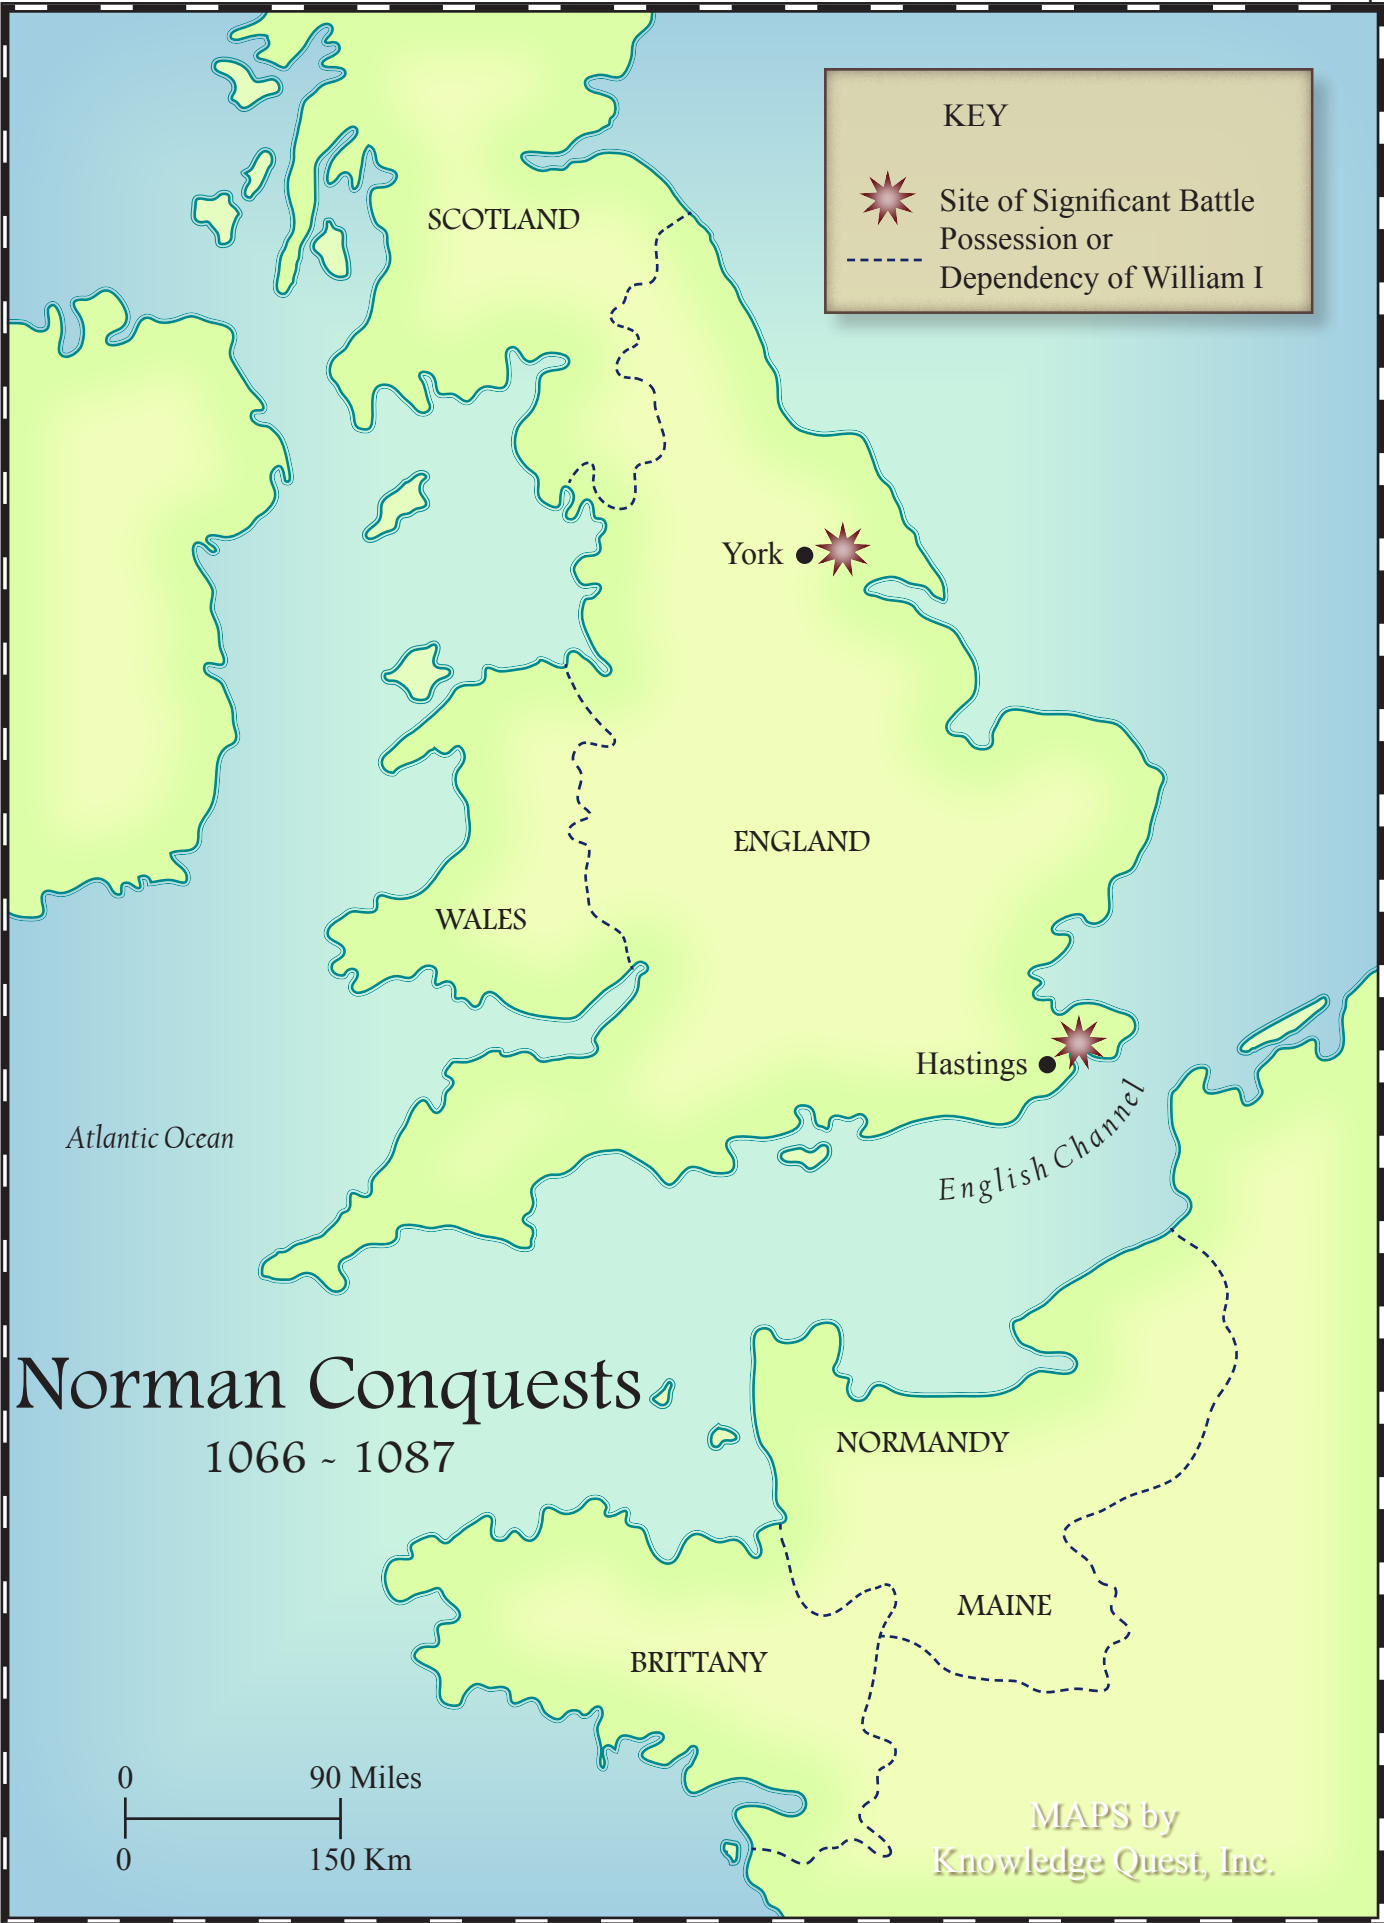 KEY
Site of Significant Battle
Possession or
Dependency of William I
SCOTLAND
York
ENGLAND
WALES
Hastings
Atlantic Ocean
English Channel
Norman Conquests
1066 ~ 1087
NORMANDY
MAINE
BRITTANY
0 90 Miles
0 150 Km
MAPS by
Knowledge Quest, Inc.